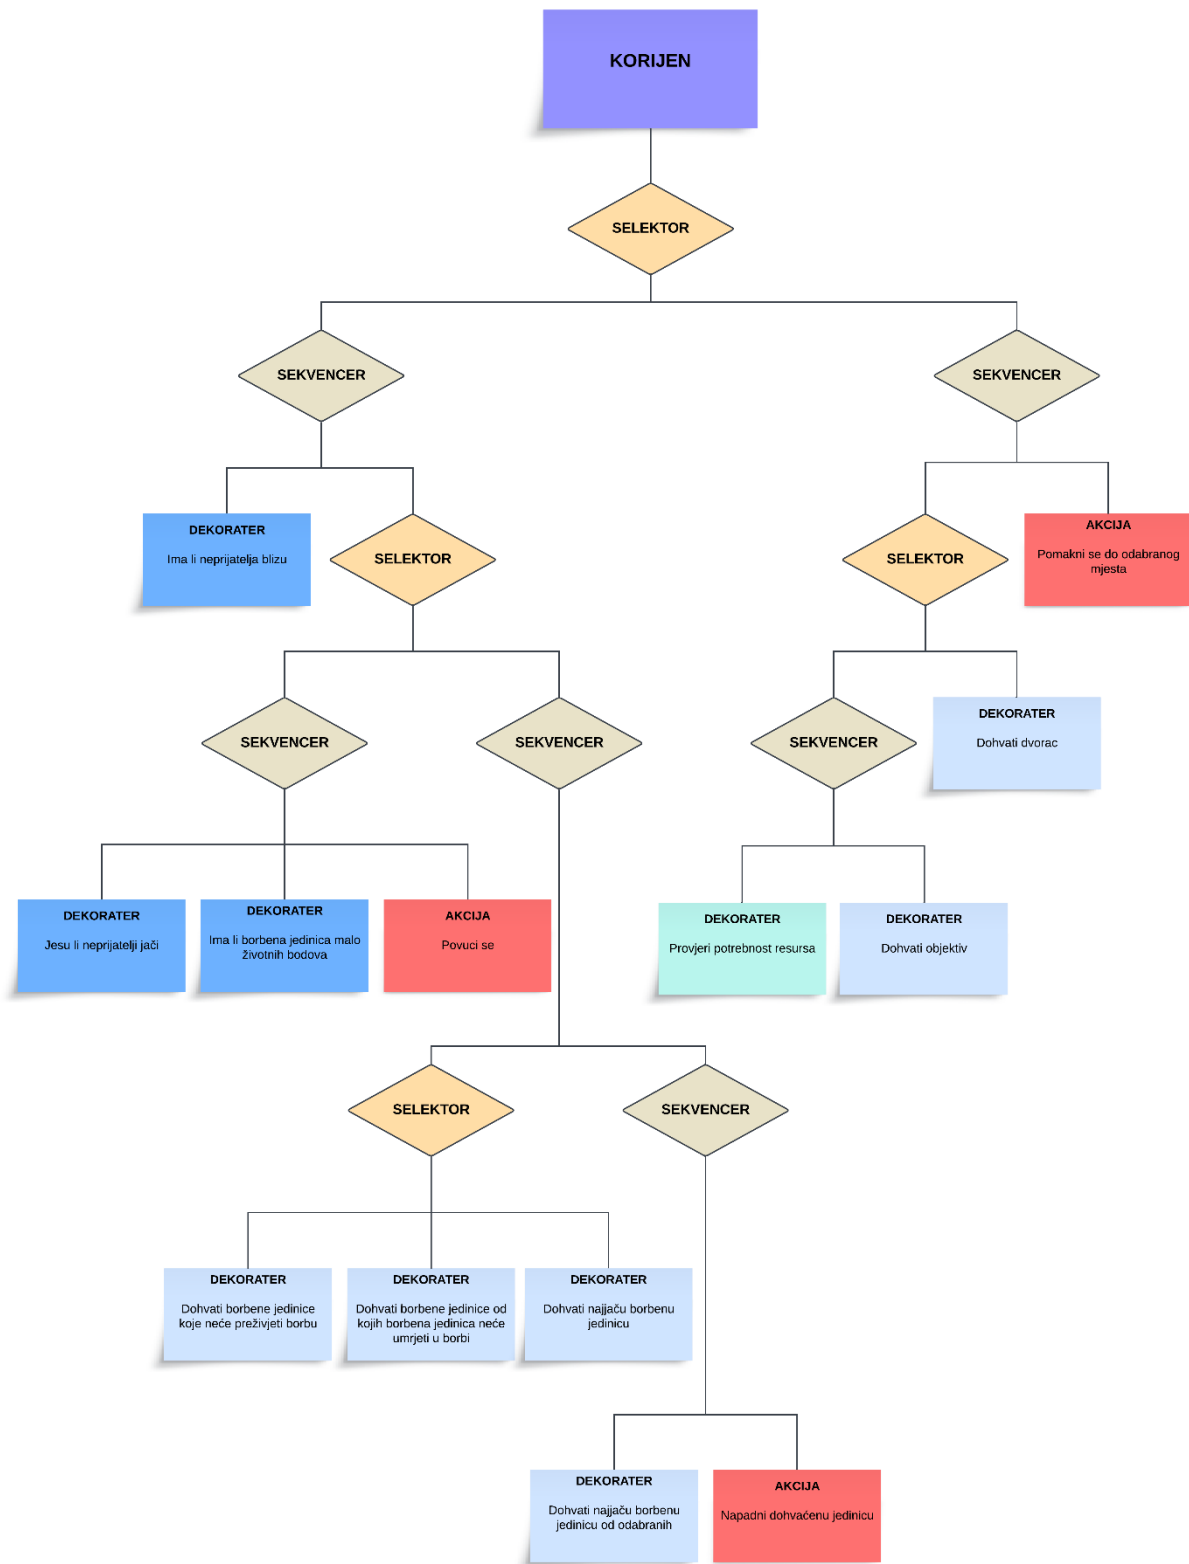 KORIJEN
SELEKTOR
SEKVENCER
SEKVENCER
DEKORATER
Ima li neprijatelja blizu
SELEKTOR
SELEKTOR
AKCIJA
Pomakni se do odabranog
mjesta
SEKVENCER
SEKVENCER
SEKVENCER
DEKORATER
Dohvati dvorac
DEKORATER
Jesu li neprijatelji jači
DEKORATER
Ima li borbena jedinica malo
životnih bodova
AKCIJA
Povuci se
DEKORATER
Provjeri potrebnost resursa
DEKORATER
Dohvati objektiv
SELEKTOR
SEKVENCER
DEKORATER
Dohvati borbene jedinice
koje neće preživjeti borbu
DEKORATER
Dohvati borbene jedinice od
kojih borbena jedinica neće
umrjeti u borbi
DEKORATER
Dohvati najjaču borbenu
jedinicu
DEKORATER
Dohvati najjaču borbenu
jedinicu od odabranih
AKCIJA
Napadni dohvaćenu jedinicu